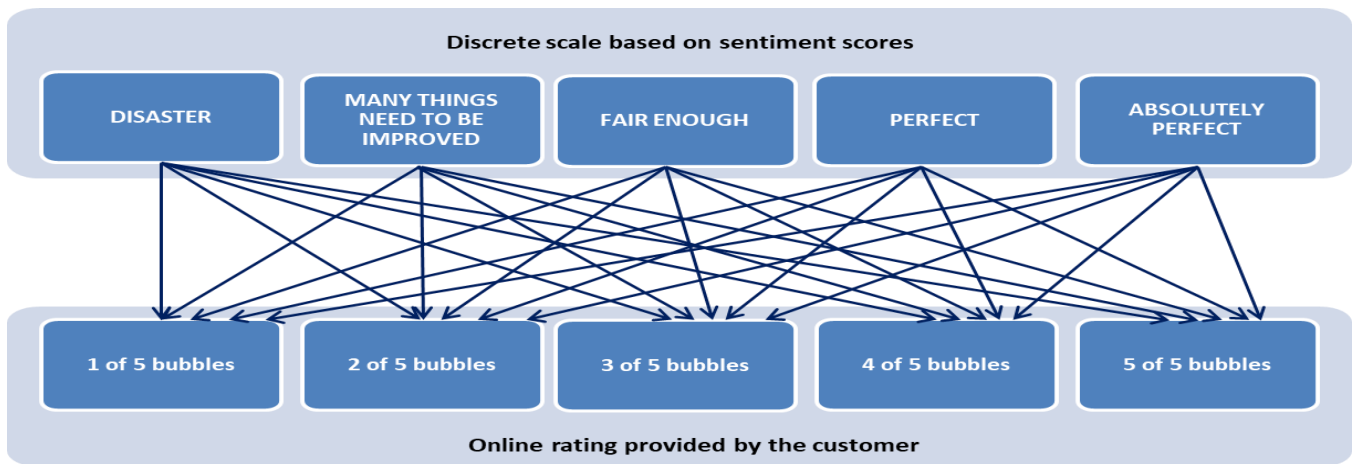 Discrete scale based on sentiment scores
DISASTER
MANY THINGS
NEED TO BE
IMPROVED
FAIR ENOUGH
PERFECT
ABSOLUTELY
PERFECT
1 of 5 bubbles
2 of 5 bubbles
3 of 5 bubbles
4 of 5 bubbles
5 of 5 bubbles
Online rating provided by the customer